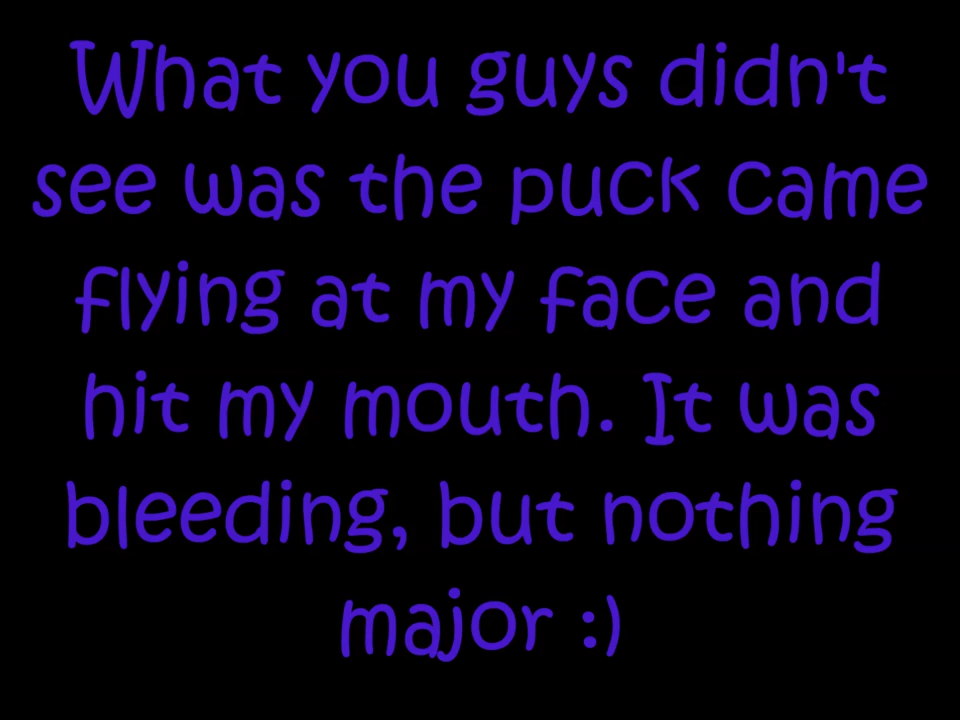 What you guys didn't
see was the puck came
flying at my face and
hit my mouth. It was
bleeding, but nothing
major :)